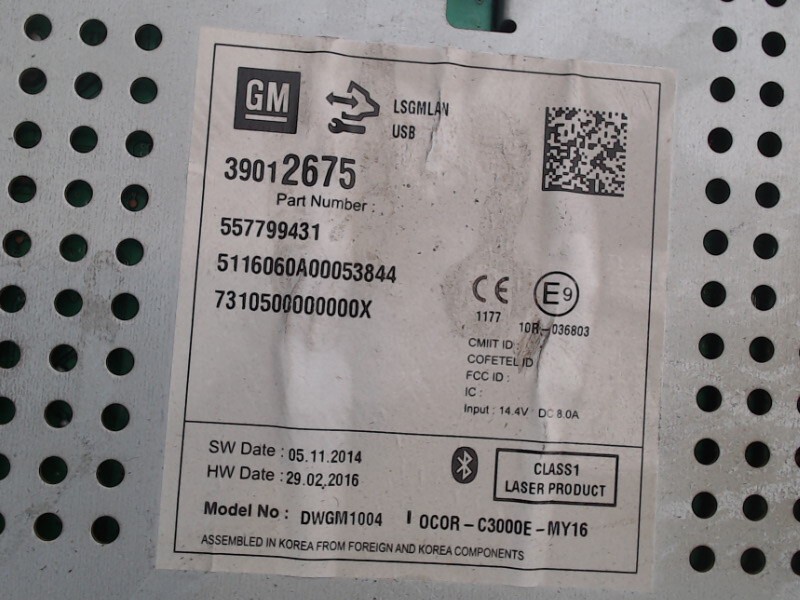 GM
LSGMLAN
USB
39012675
Part Number :
557799431
5116060A00053844
7310500000000X
CE
1177
E9
10R-036803
CMIIT ID
COFETEL ID
FCC ID :
IC :
Input : 14.4V DC 8.0A
SW Date : 05.11.2014
HW Date : 29.02.2016
CLASS1
LASER PRODUCT
Model No : DWGM1004 I OCOR-C3000E-MY16
ASSEMBLED IN KOREA FROM FOREIGN AND KOREA COMPONENTS